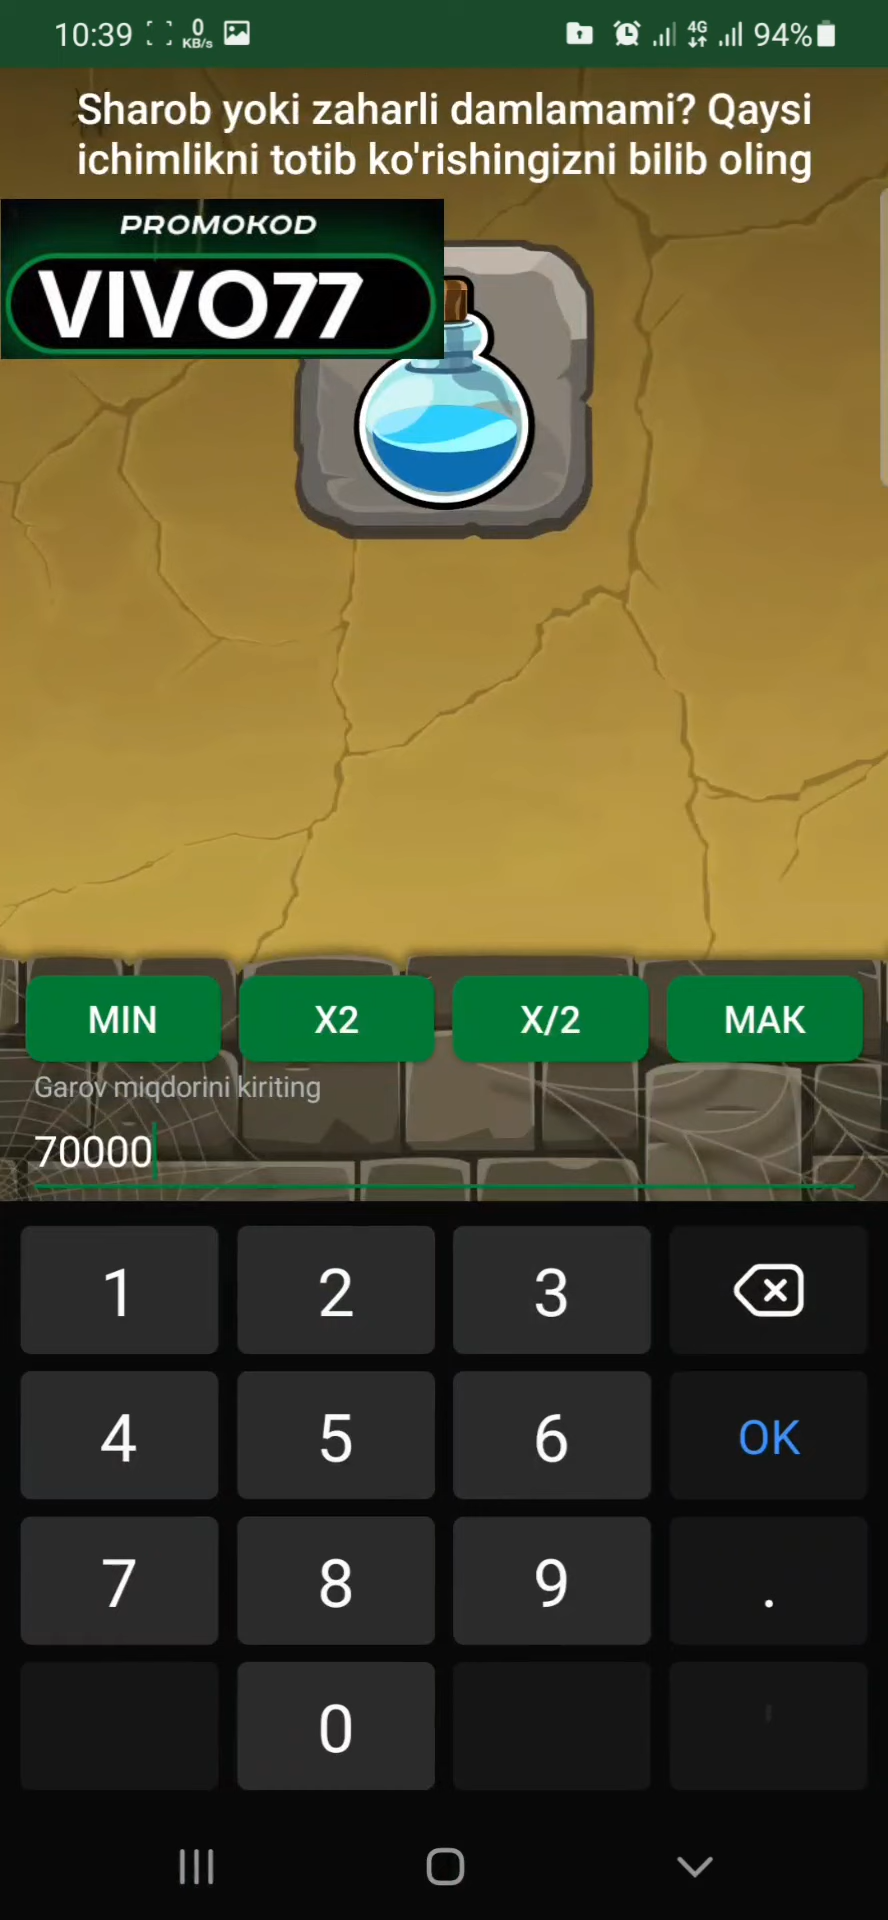 10:39 0 KB/s 4G 94%
Sharob yoki zaharli damlamami? Qaysi
ichimlikni totib ko'rishingizni bilib oling
PROMOKOD
VIVO77
MIN X2 X/2 MAK
Garov miqdorini kiriting
70000
1 2 3
4 5 6 OK
7 8 9 .
0